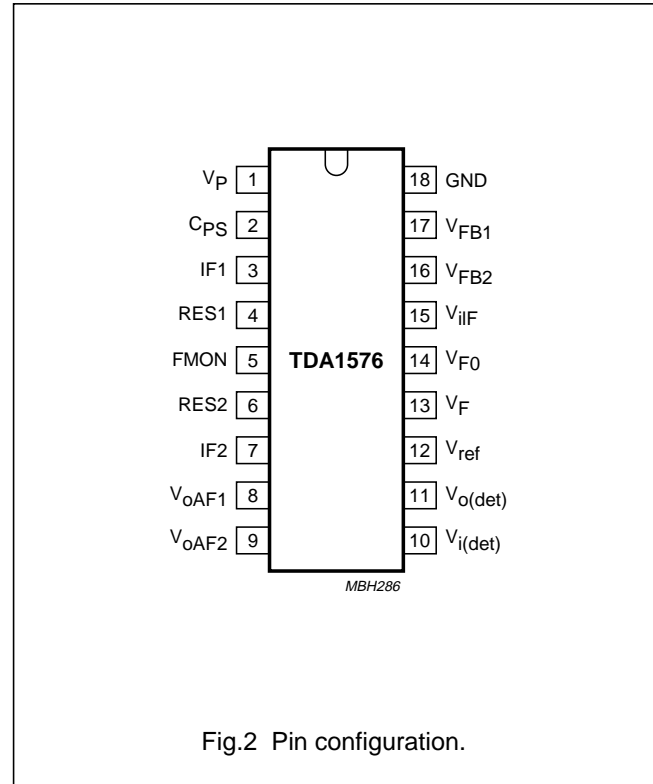 VP 1
CPS 2
IF1 3
RES1 4
FMON 5
RES2 6
IF2 7
VoAF1 8
VoAF2 9
TDA1576
18 GND
17 VFB1
16 VFB2
15 ViIF
14 VF0
13 VF
12 Vref
11 Vo(det)
10 Vi(det)
MBH286
Fig.2 Pin configuration.